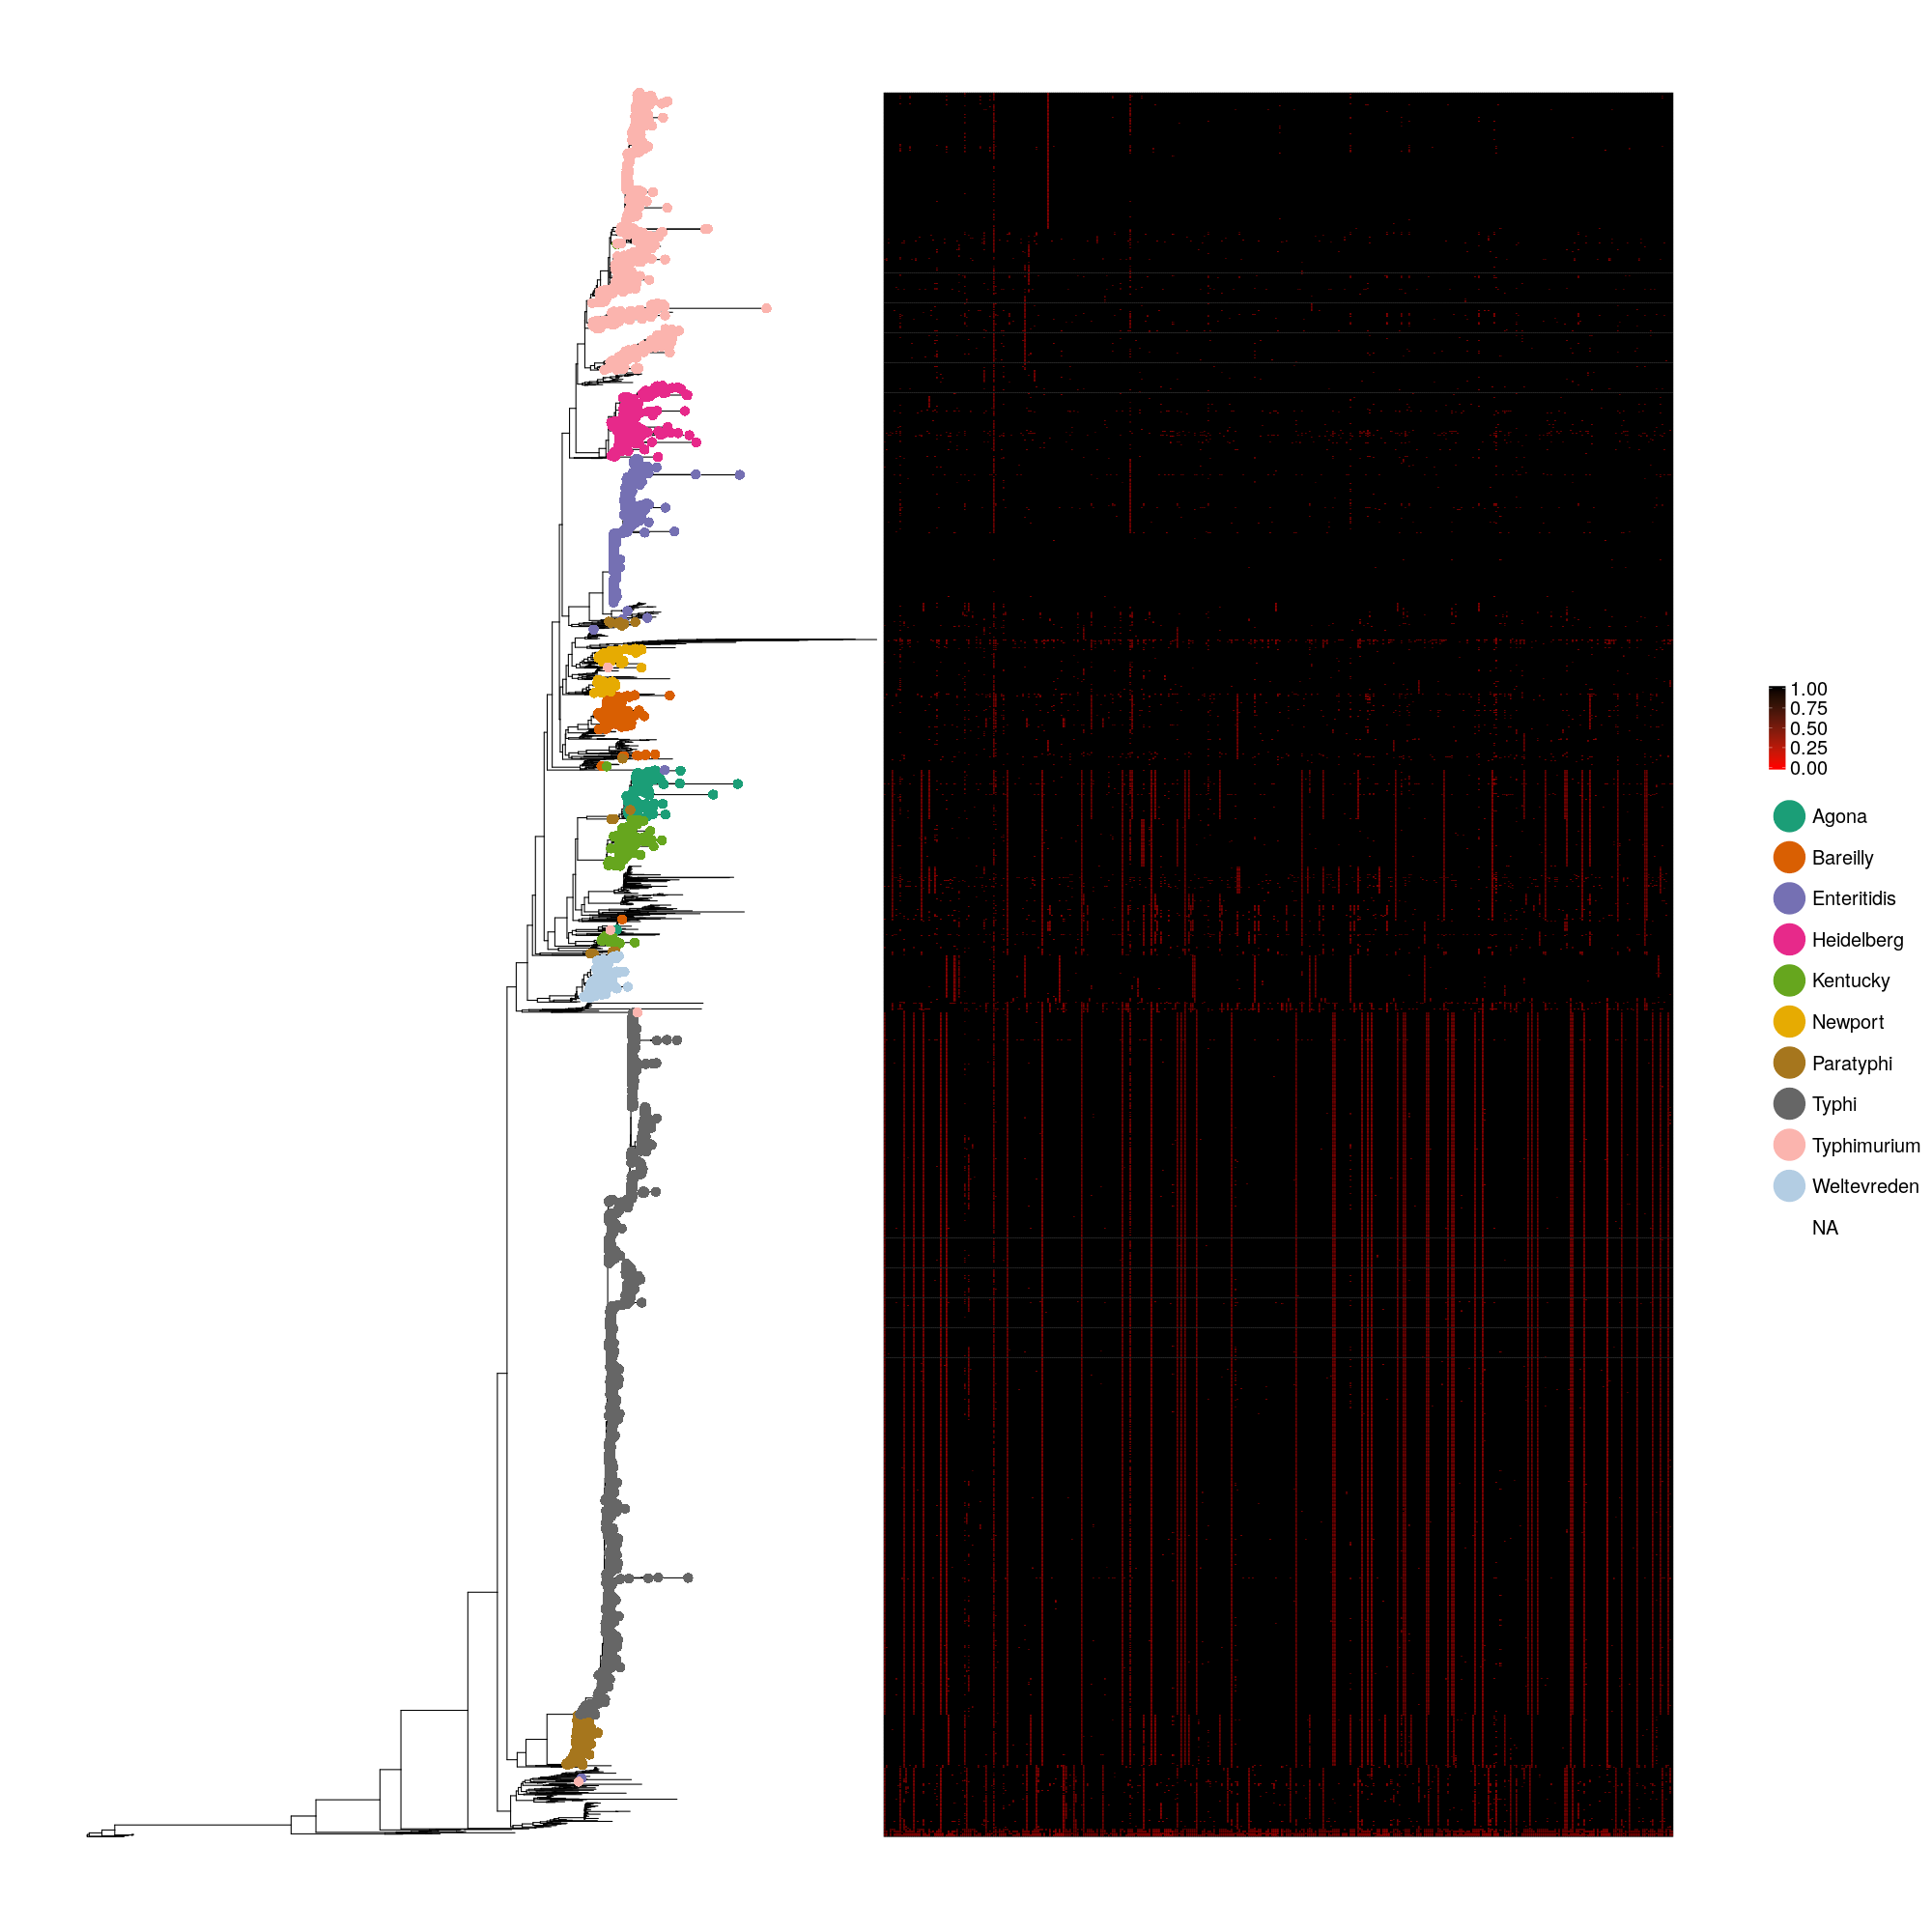 1.00
0.75
0.50
0.25
0.00
Agona
Bareilly
Enteritidis
Heidelberg
Kentucky
Newport
Paratyphi
Typhi
Typhimurium
Weltevreden
NA